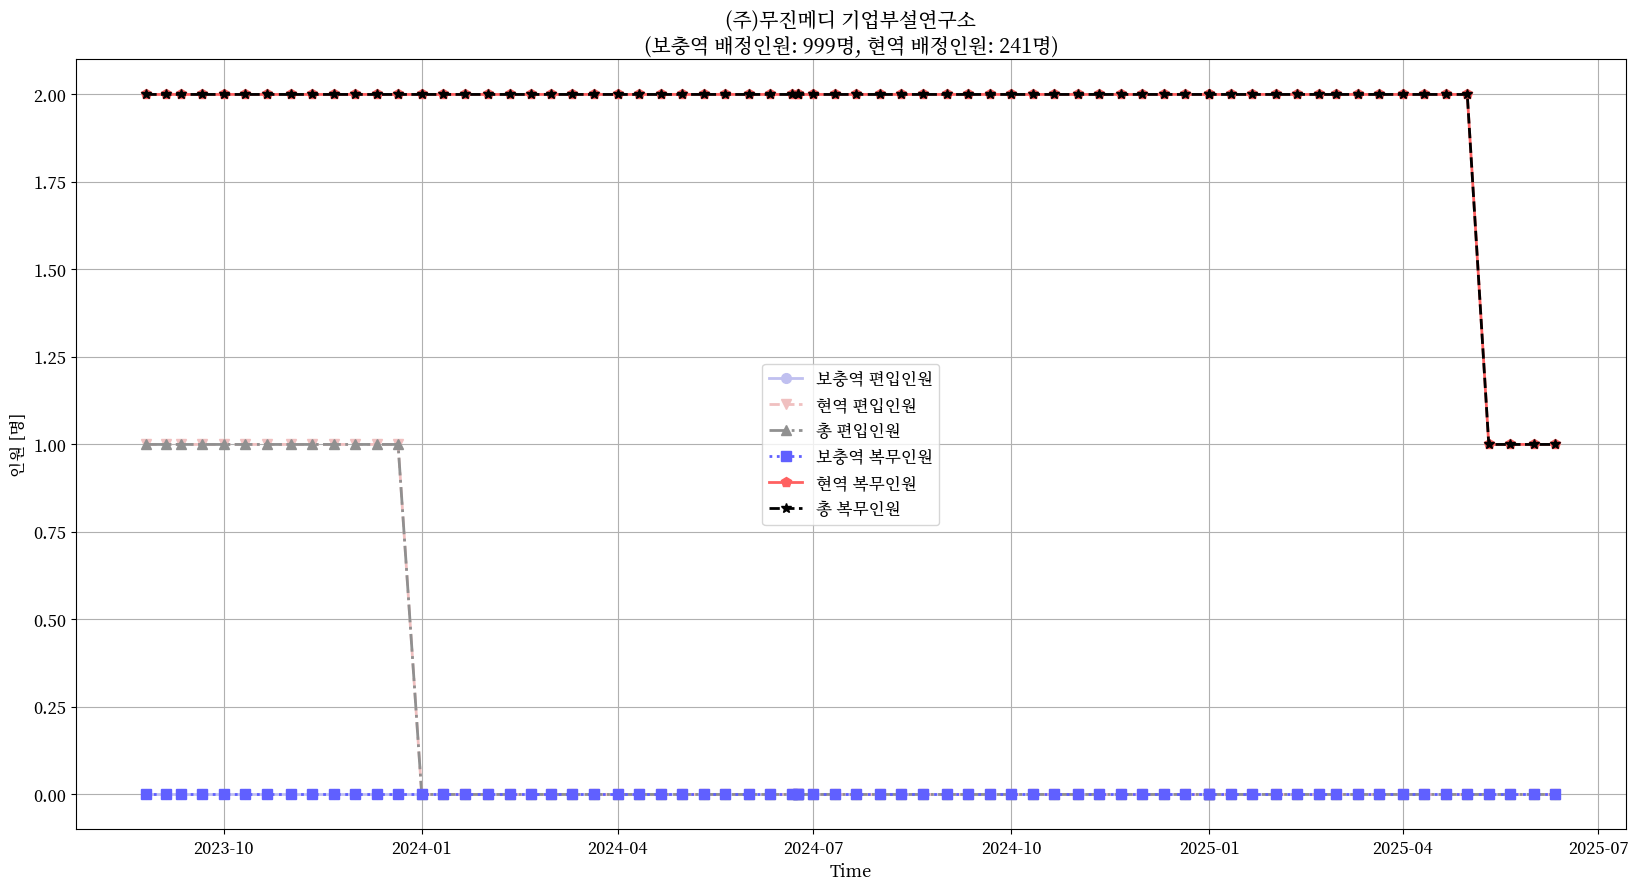 (주)무진메디 기업부설연구소
(보충역 배정인원: 999명, 현역 배정인원: 241명)
인원 [명]
2.00
1.75
1.50
1.25
1.00
0.75
0.50
0.25
0.00
보충역 편입인원
현역 편입인원
총 편입인원
보충역 복무인원
현역 복무인원
총 복무인원
2023-10
2024-01
2024-04
2024-07
2024-10
2025-01
2025-04
2025-07
Time